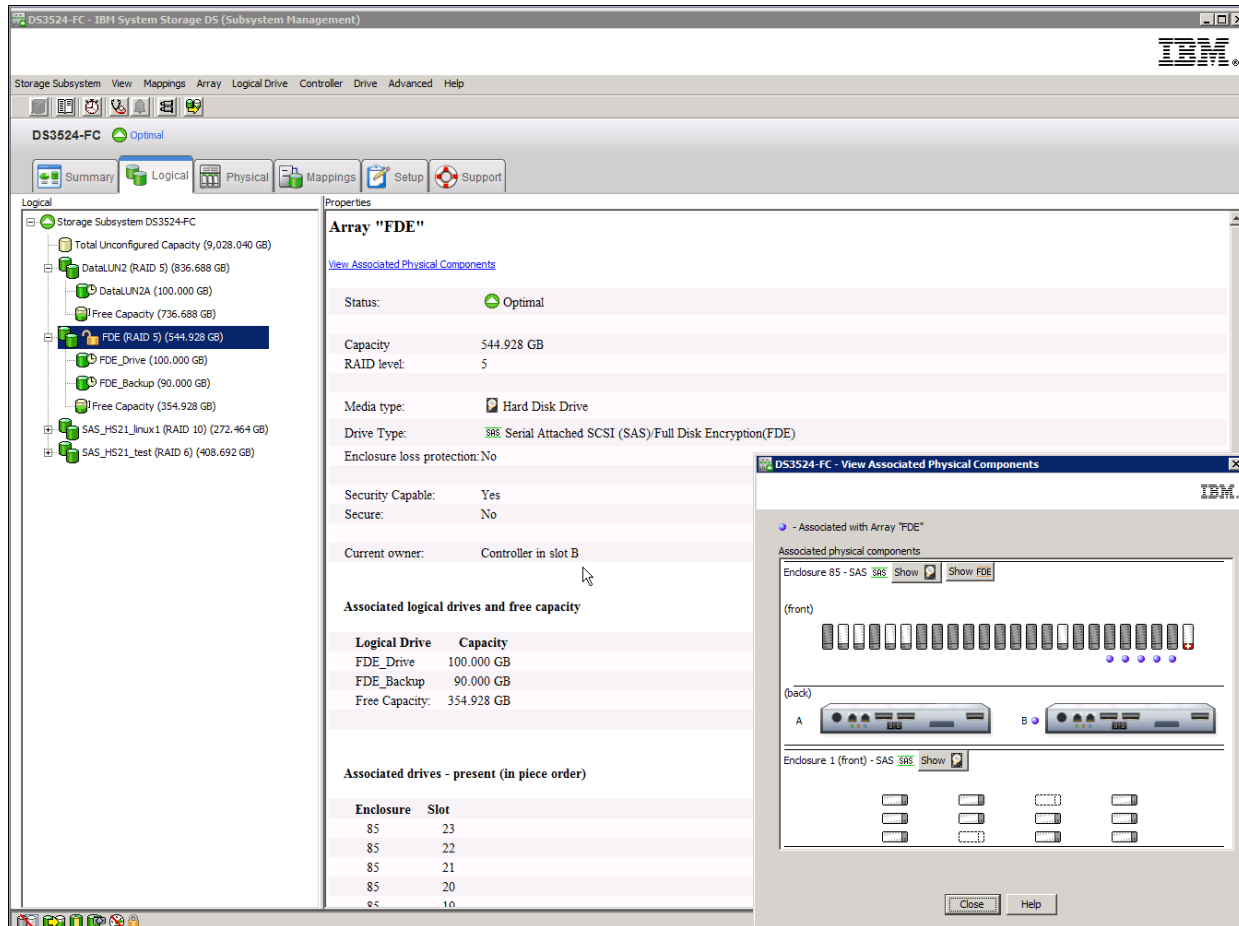 DS3524-FC - IBM System Storage DS (Subsystem Management)
IBM®
Storage Subsystem View Mappings Array Logical Drive Controller Drive Advanced Help
DS3524-FC Optimal
Summary Logical Physical Mappings Setup Support
Logical
Storage Subsystem DS3524-FC
Total Unconfigured Capacity (9,028.040 GB)
DataLUN2 (RAID 5) (836.688 GB)
DataLUN2A (100.000 GB)
Free Capacity (736.688 GB)
FDE (RAID 5) (544.928 GB)
FDE_Drive (100.000 GB)
FDE_Backup (90.000 GB)
Free Capacity (354.928 GB)
SAS_HS21_linux1 (RAID 10) (272.464 GB)
SAS_HS21_test (RAID 6) (408.692 GB)
Properties
Array "FDE"
View Associated Physical Components
Status: Optimal
Capacity 544.928 GB
RAID level: 5
Media type: Hard Disk Drive
Drive Type: SAS Serial Attached SCSI (SAS)/Full Disk Encryption(FDE)
Enclosure loss protection: No
Security Capable: Yes
Secure: No
Current owner: Controller in slot B
Associated logical drives and free capacity
Logical Drive Capacity
FDE_Drive 100.000 GB
FDE_Backup 90.000 GB
Free Capacity: 354.928 GB
Associated drives - present (in piece order)
Enclosure Slot
85 23
85 22
85 21
85 20
85 19
DS3524-FC - View Associated Physical Components
IBM.
- Associated with Array "FDE"
Associated physical components
Enclosure 85 - SAS SAS Show Show FDE
(front)
(back)
A B
Enclosure 1 (front) - SAS SAS Show
Close Help